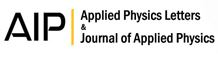 AIP
Applied Physics Letters
&
Journal of Applied Physics